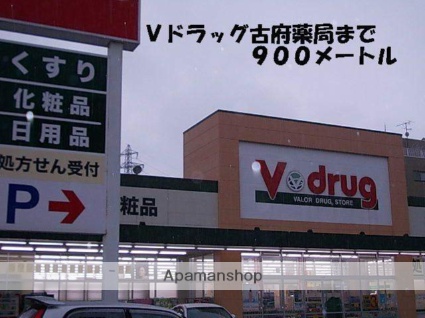 Vドラッグ古府薬局まで
900メートル
くすり
化粧品
日用品
処方せん受付
P→
粧品
V drug
VALOR DRUG STORE
Apamanshop